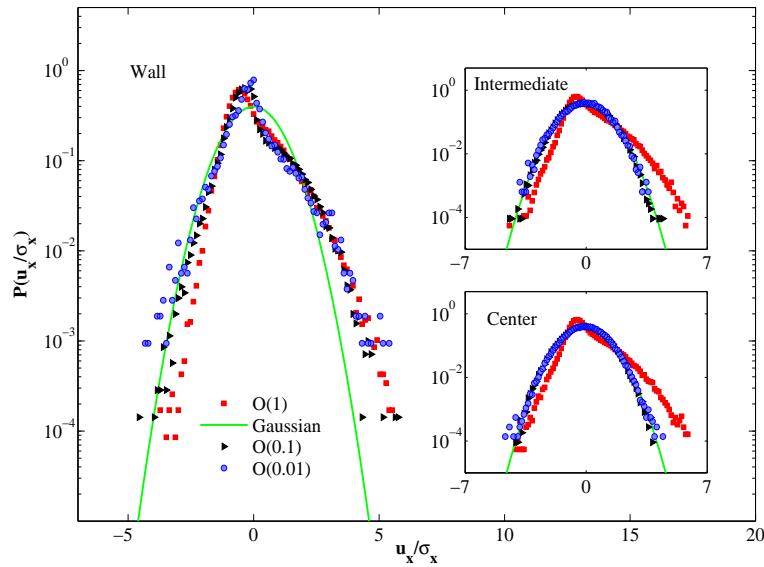 Wall
P(u_x/σ_x)
10^0
10^−1
10^−2
10^−3
10^−4
−5
0
5
10
15
20
u_x/σ_x
O(1)
Gaussian
O(0.1)
O(0.01)
Intermediate
10^0
10^−2
10^−4
−7
0
7
Center
10^0
10^−2
10^−4
−7
0
7